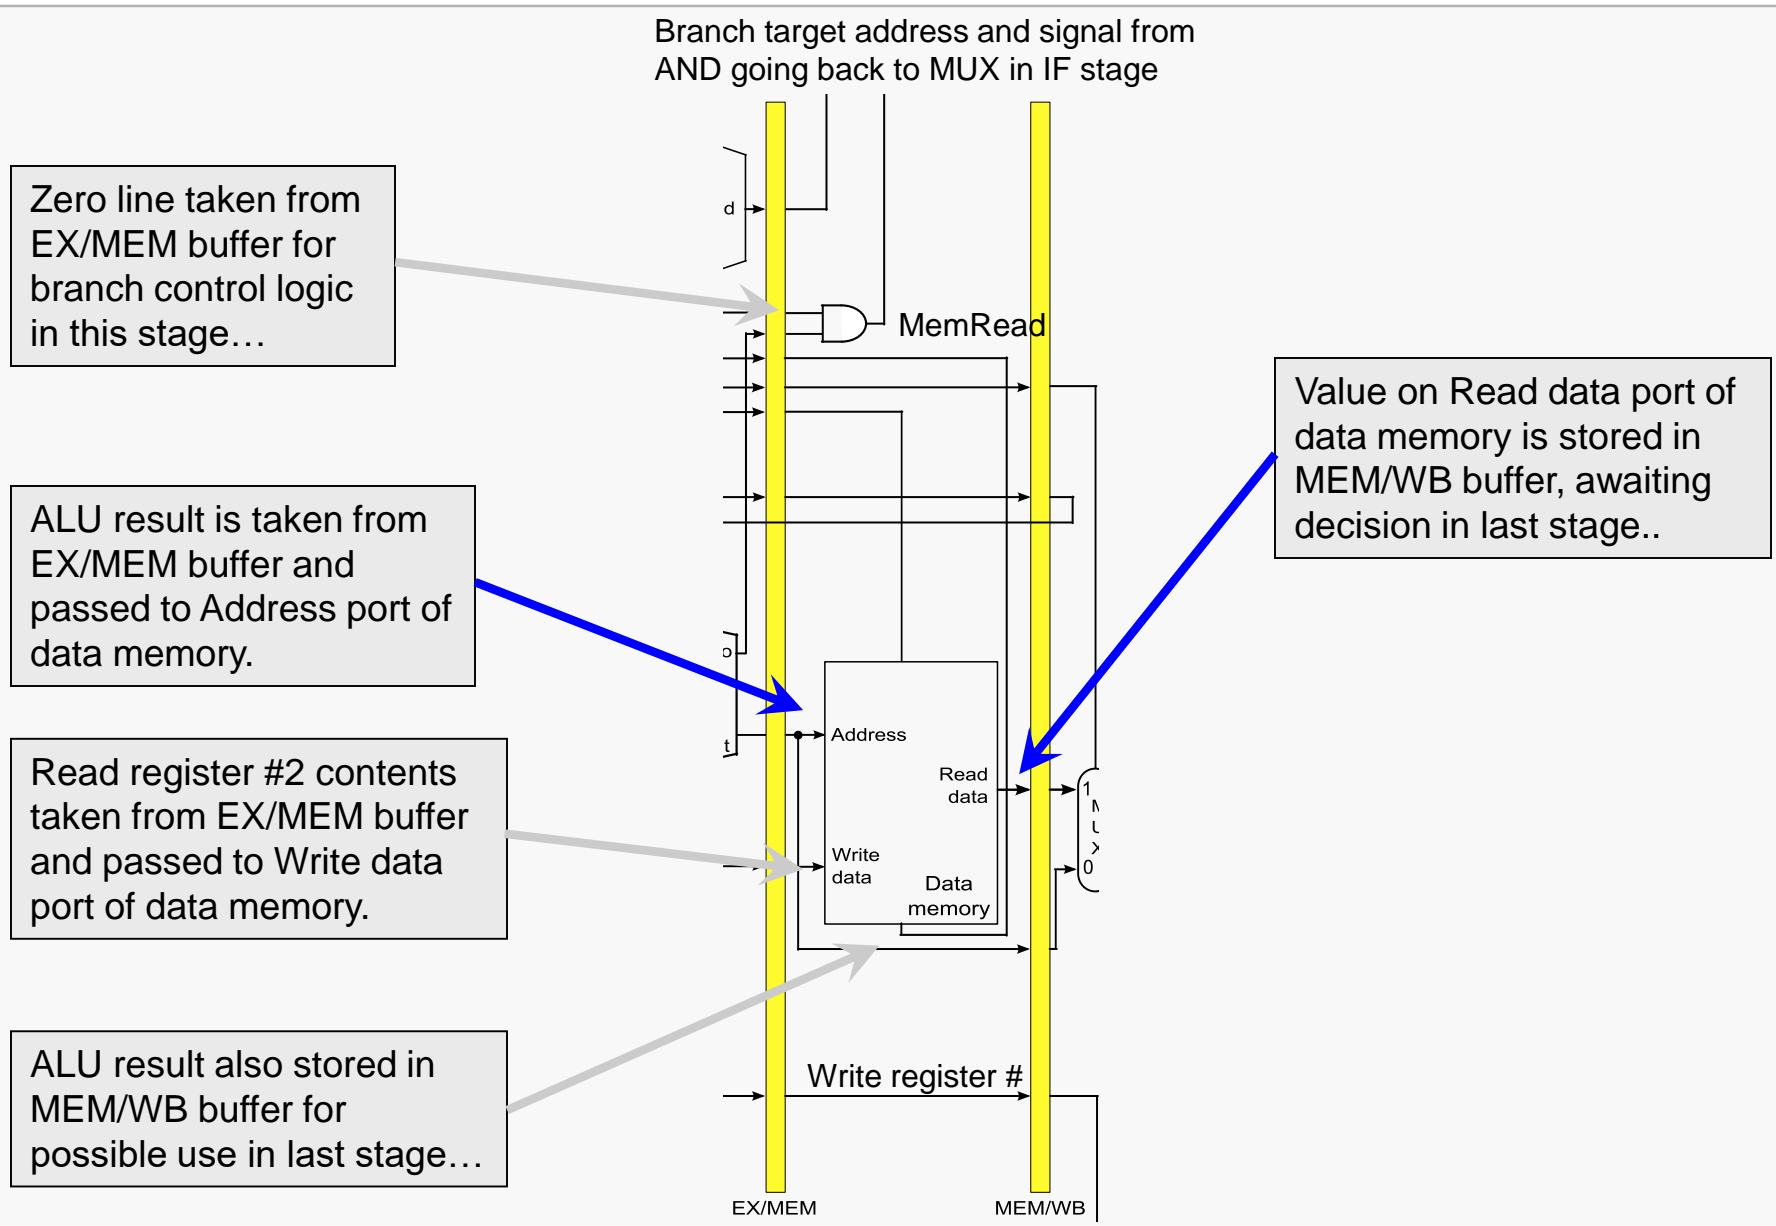 Branch target address and signal from
AND going back to MUX in IF stage
Zero line taken from
EX/MEM buffer for
branch control logic
in this stage…
d
MemRead
Value on Read data port of
data memory is stored in
MEM/WB buffer, awaiting
decision in last stage..
ALU result is taken from
EX/MEM buffer and
passed to Address port of
data memory.
o
t
Address
Read
data
1
M
U
X
0
Write
data
Data
memory
Read register #2 contents
taken from EX/MEM buffer
and passed to Write data
port of data memory.
ALU result also stored in
MEM/WB buffer for
possible use in last stage…
Write register #
EX/MEM
MEM/WB